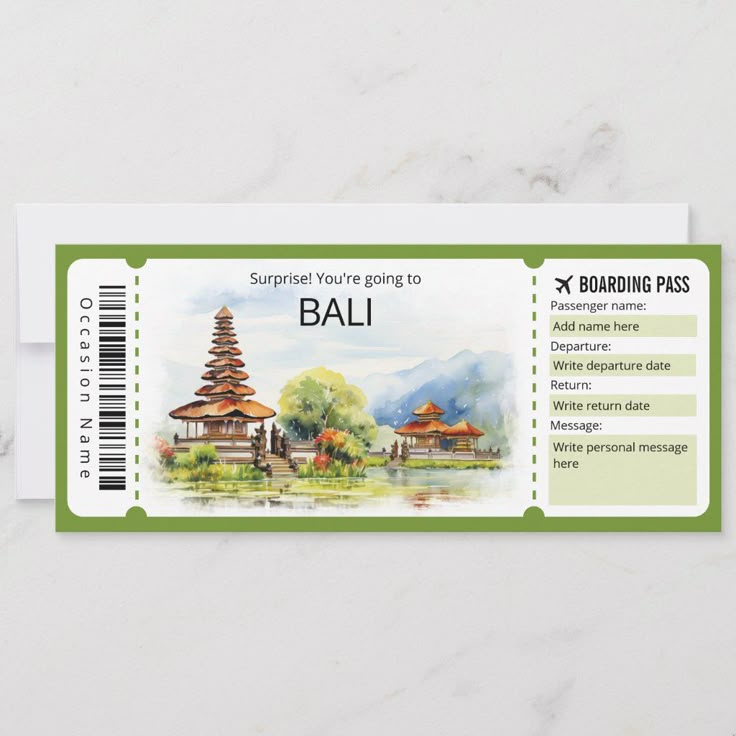 Occasion Name
Surprise! You're going to
BALI
BOARDING PASS
Passenger name:
Add name here
Departure:
Write departure date
Return:
Write return date
Message:
Write personal message
here